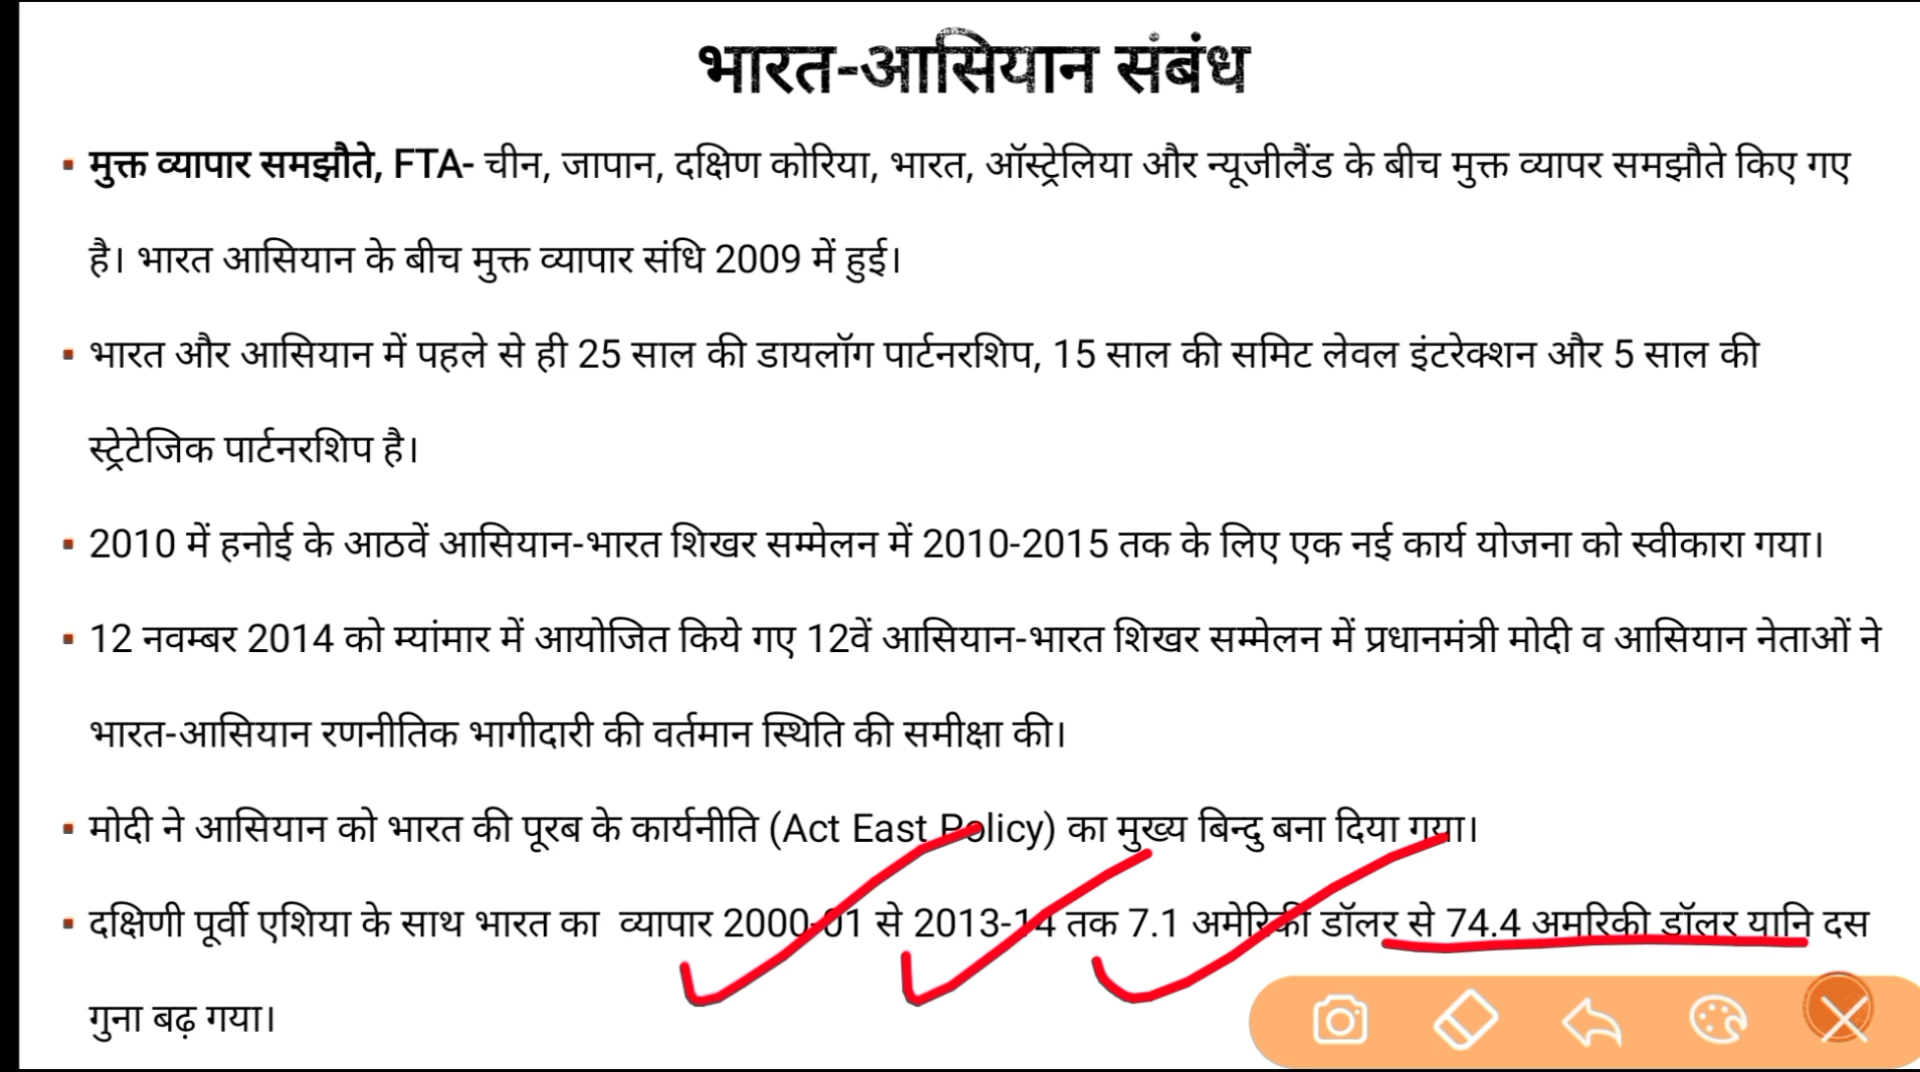 भारत-आसियान संबंध
▪ मुक्त व्यापार समझौते, FTA- चीन, जापान, दक्षिण कोरिया, भारत, ऑस्ट्रेलिया और न्यूजीलैंड के बीच मुक्त व्यापर समझौते किए गए
है। भारत आसियान के बीच मुक्त व्यापार संधि 2009 में हुई।
▪ भारत और आसियान में पहले से ही 25 साल की डायलॉग पार्टनरशिप, 15 साल की समिट लेवल इंटरेक्शन और 5 साल की
स्ट्रेटेजिक पार्टनरशिप है।
▪ 2010 में हनोई के आठवें आसियान-भारत शिखर सम्मेलन में 2010-2015 तक के लिए एक नई कार्य योजना को स्वीकारा गया।
▪ 12 नवम्बर 2014 को म्यांमार में आयोजित किये गए 12वें आसियान-भारत शिखर सम्मेलन में प्रधानमंत्री मोदी व आसियान नेताओं ने
भारत-आसियान रणनीतिक भागीदारी की वर्तमान स्थिति की समीक्षा की।
▪ मोदी ने आसियान को भारत की पूरब के कार्यनीति (Act East Policy) का मुख्य बिन्दु बना दिया गया।
▪ दक्षिणी पूर्वी एशिया के साथ भारत का व्यापार 2000-01 से 2013-14 तक 7.1 अमेरिकी डॉलर से 74.4 अमरिकी डॉलर यानि दस
गुना बढ़ गया।